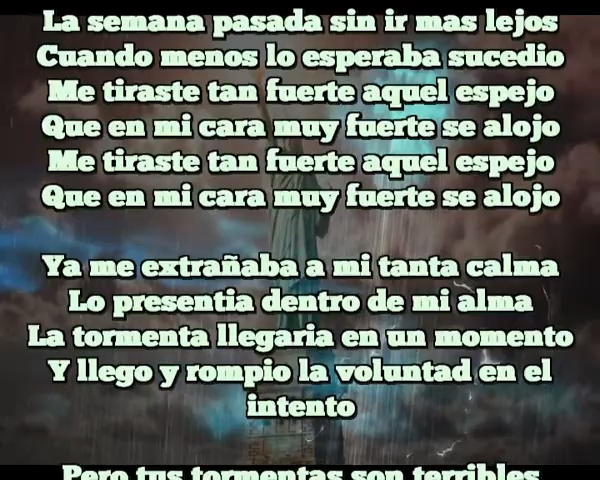 La semana pasada sin ir mas lejos
Cuando menos lo esperaba sucedio
Me tiraste tan fuerte aquel espejo
Que en mi cara muy fuerte se alojo
Me tiraste tan fuerte aquel espejo
Que en mi cara muy fuerte se alojo
Ya me extrañaba a mi tanta calma
Lo presentia dentro de mi alma
La tormenta llegaria en un momento
Y llego y rompio la voluntad en el
intento
Pero tus tormentas son terribles